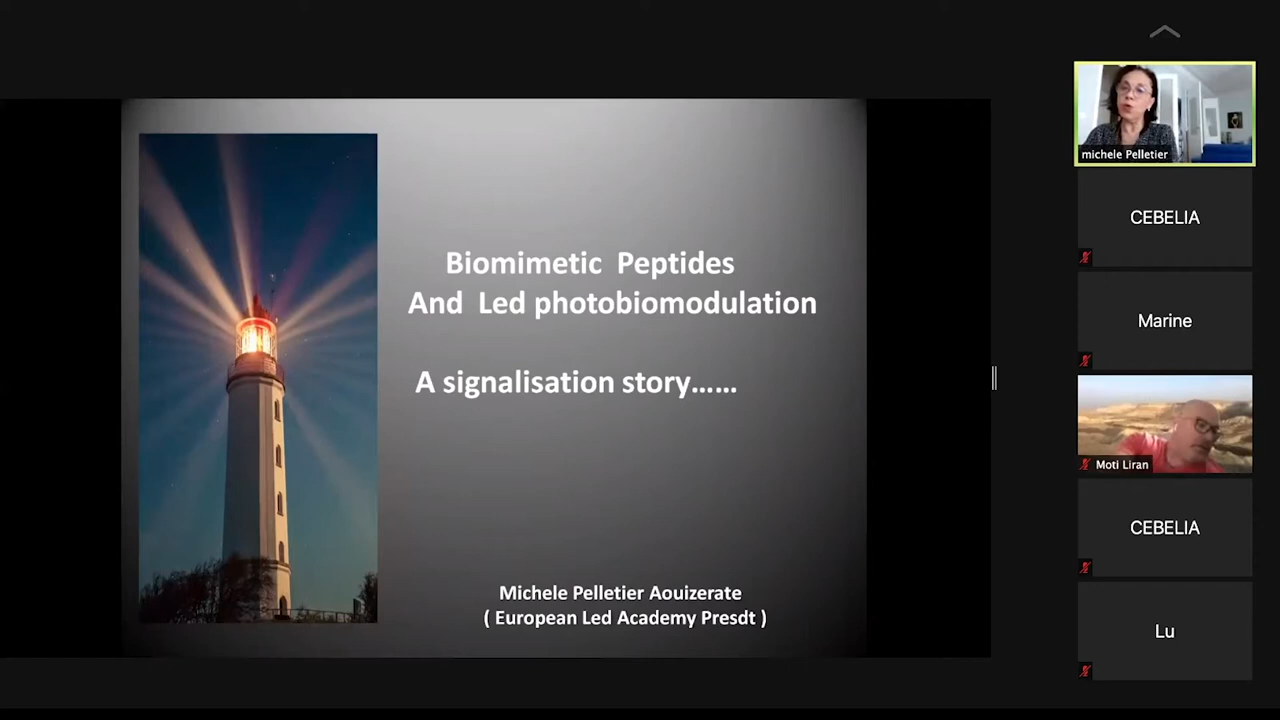 Biomimetic Peptides
And Led photobiomodulation
A signalisation story......
Michele Pelletier Aouizerate
( European Led Academy Presdt )
michele Pelletier
CEBELIA
Marine
Moti Liran
CEBELIA
Lu